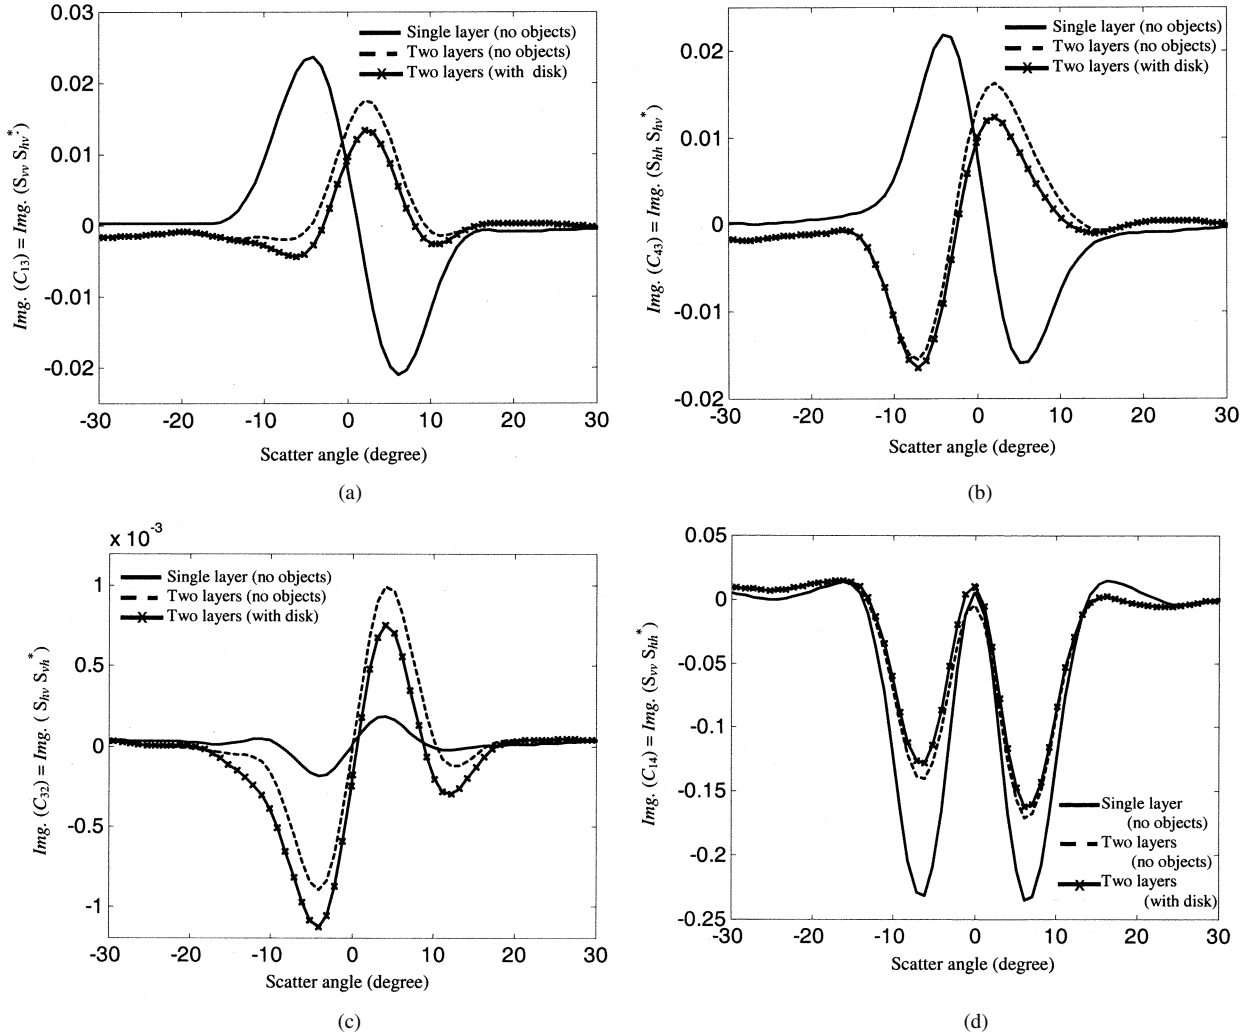 0.03
0.02
0.01
0
-0.01
-0.02
-30
-20
-10
0
10
20
30
Single layer (no objects)
Two layers (no objects)
Two layers (with disk)
Img. (C13) = Img. (Svv Shv*)
Scatter angle (degree)
(a)
0.02
0.01
0
-0.01
-0.02
-30
-20
-10
0
10
20
30
Single layer (no objects)
Two layers (no objects)
Two layers (with disk)
Img. (C43) = Img. (Shh Shv*)
Scatter angle (degree)
(b)
x 10-3
1
0.5
0
-0.5
-1
-30
-20
-10
0
10
20
30
Single layer (no objects)
Two layers (no objects)
Two layers (with disk)
Img. (C32) = Img. ( Shv Svh*)
Scatter angle (degree)
(c)
0.05
0
-0.05
-0.1
-0.15
-0.2
-0.25
-30
-20
-10
0
10
20
30
Single layer
(no objects)
Two layers
(no objects)
Two layers
(with disk)
Img. (C14) = Img. (Svv Shh*)
Scatter angle (degree)
(d)